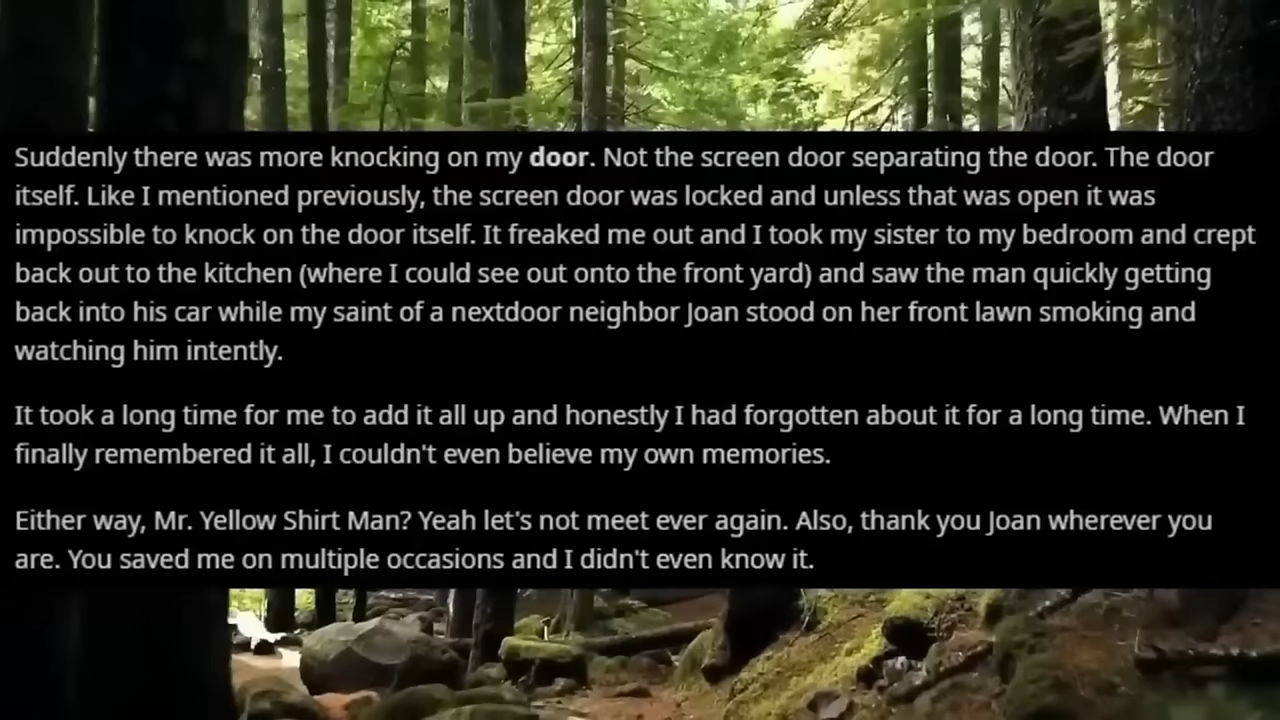 Suddenly there was more knocking on my door. Not the screen door separating the door. The door
itself. Like I mentioned previously, the screen door was locked and unless that was open it was
impossible to knock on the door itself. It freaked me out and I took my sister to my bedroom and crept
back out to the kitchen (where I could see out onto the front yard) and saw the man quickly getting
back into his car while my saint of a nextdoor neighbor Joan stood on her front lawn smoking and
watching him intently.
It took a long time for me to add it all up and honestly I had forgotten about it for a long time. When I
finally remembered it all, I couldn't even believe my own memories.
Either way, Mr. Yellow Shirt Man? Yeah let's not meet ever again. Also, thank you Joan wherever you
are. You saved me on multiple occasions and I didn't even know it.